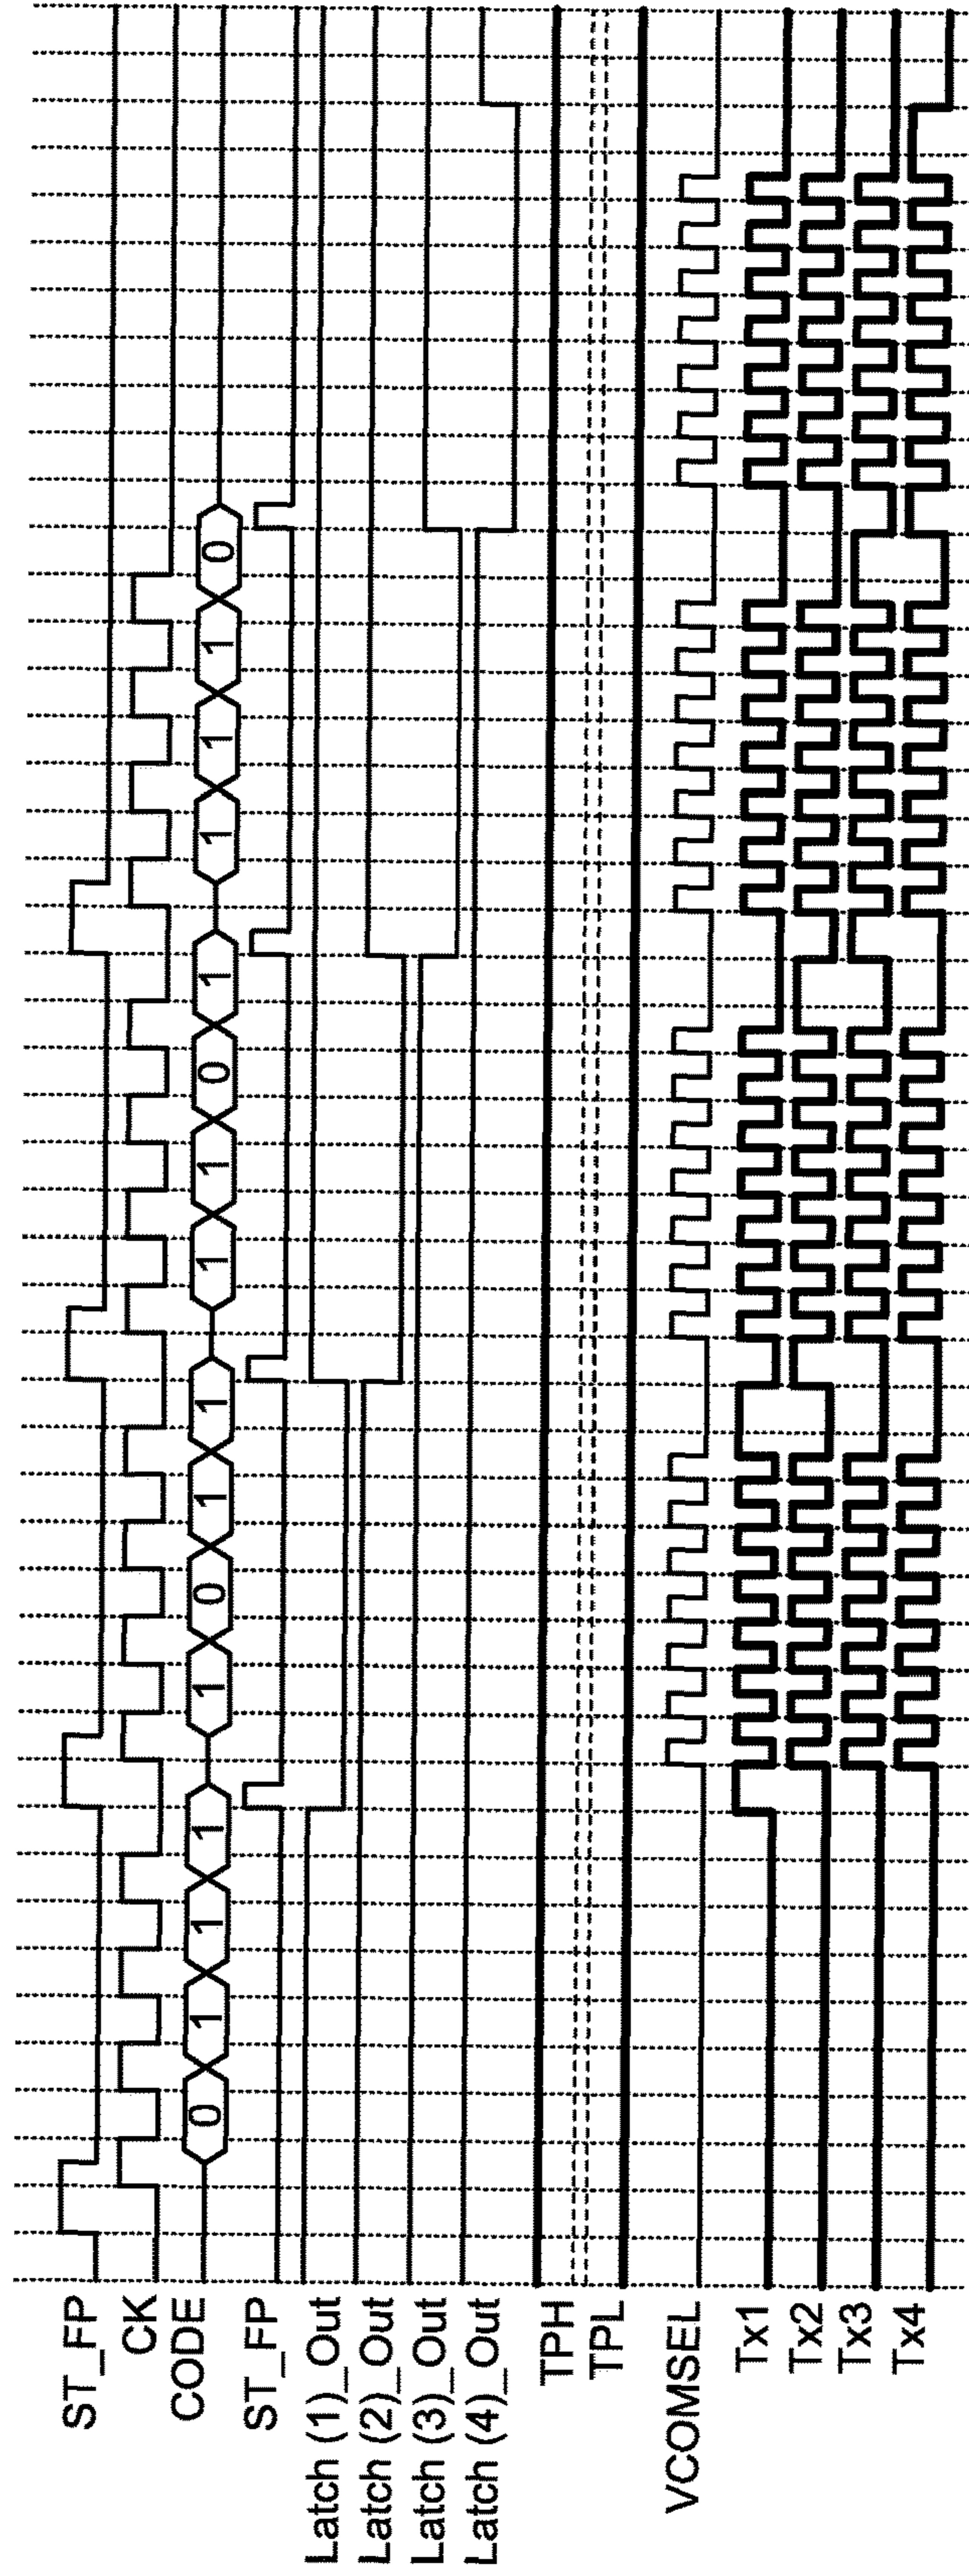 ST_FP
CK
CODE 0 1 1 1 1 0 1 1 1 1 0 1 1 1 1 0
ST_FP
Latch (1)_Out
Latch (2)_Out
Latch (3)_Out
Latch (4)_Out
TPH
TPL
VCOMSEL
Tx1
Tx2
Tx3
Tx4